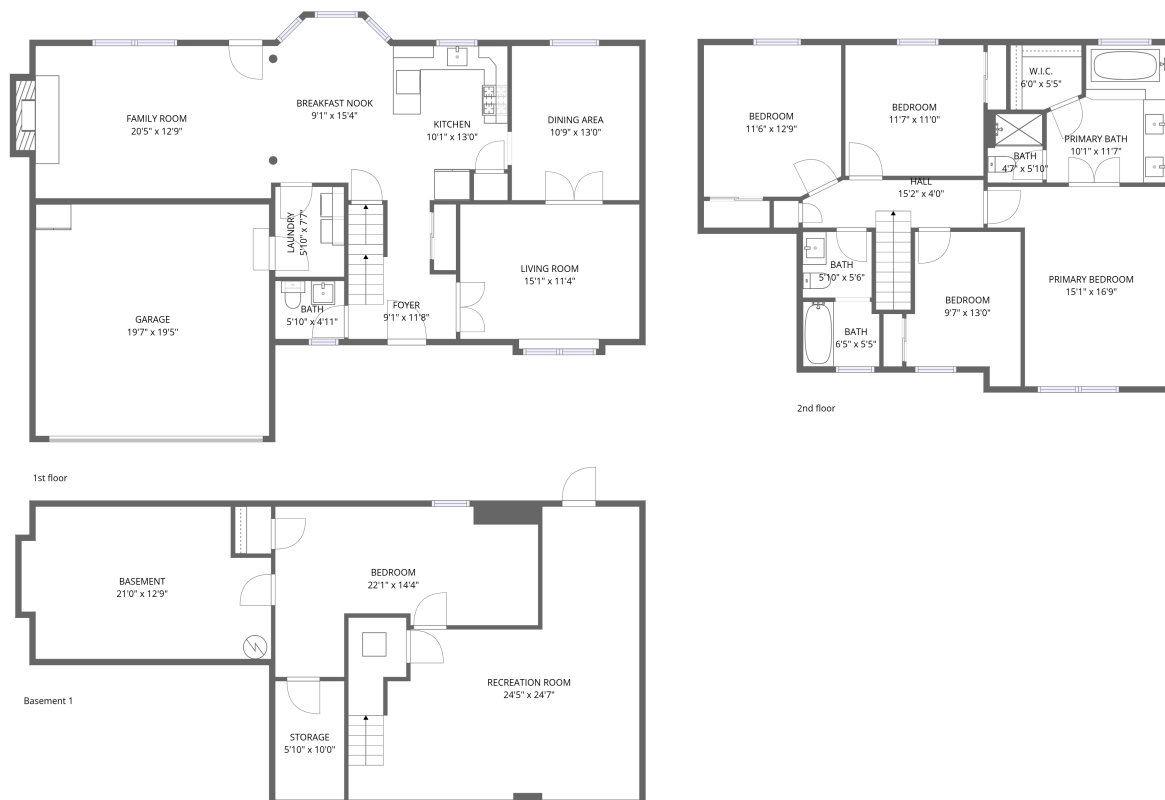 FAMILY ROOM
20'5" x 12'9"
BREAKFAST NOOK
9'1" x 15'4"
KITCHEN
10'1" x 13'0"
DINING AREA
10'9" x 13'0"
LAUNDRY
5'10" x 7'7"
LIVING ROOM
15'1" x 11'4"
GARAGE
19'7" x 19'5"
BATH
5'10" x 4'11"
FOYER
9'1" x 11'8"
1st floor
BEDROOM
11'6" x 12'9"
BEDROOM
11'7" x 11'0"
W.I.C.
6'0" x 5'5"
PRIMARY BATH
10'1" x 11'7"
BATH
4'7" x 5'10"
HALL
15'2" x 4'0"
BATH
5'10" x 5'6"
BEDROOM
9'7" x 13'0"
PRIMARY BEDROOM
15'1" x 16'9"
BATH
6'5" x 5'5"
2nd floor
BASEMENT
21'0" x 12'9"
BEDROOM
22'1" x 14'4"
RECREATION ROOM
24'5" x 24'7"
STORAGE
5'10" x 10'0"
Basement 1